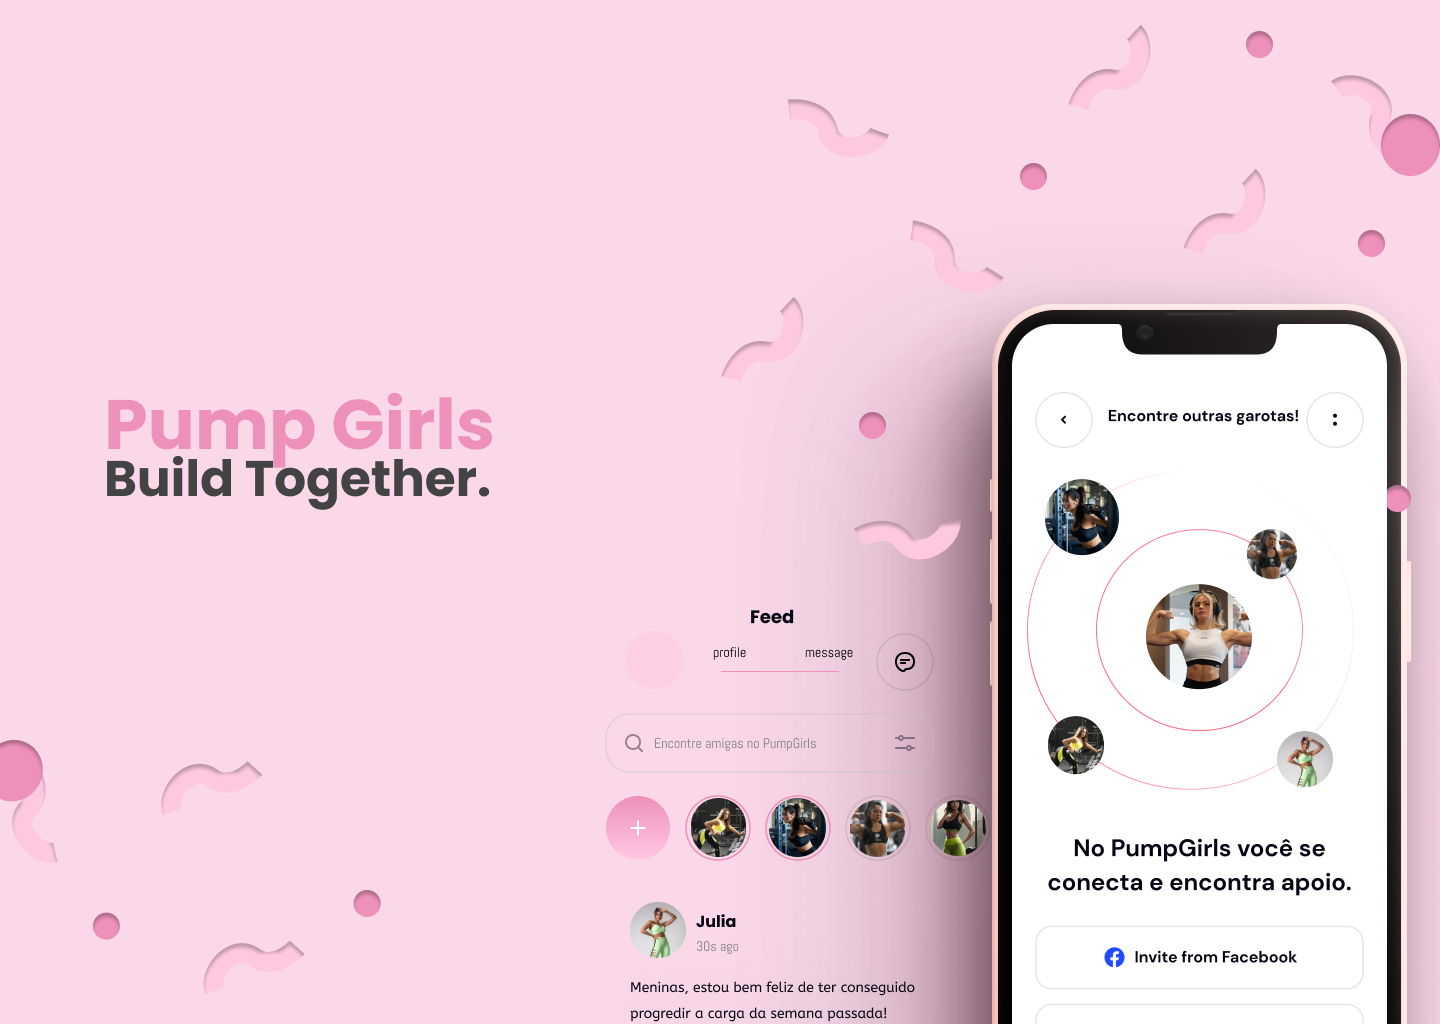 Pump Girls
Build Together.
Feed
profile message
Encontre amigas no PumpGirls
Julia
30s ago
Meninas, estou bem feliz de ter conseguido
progredir a carga da semana passada!
Encontre outras garotas!
No PumpGirls você se
conecta e encontra apoio.
Invite from Facebook